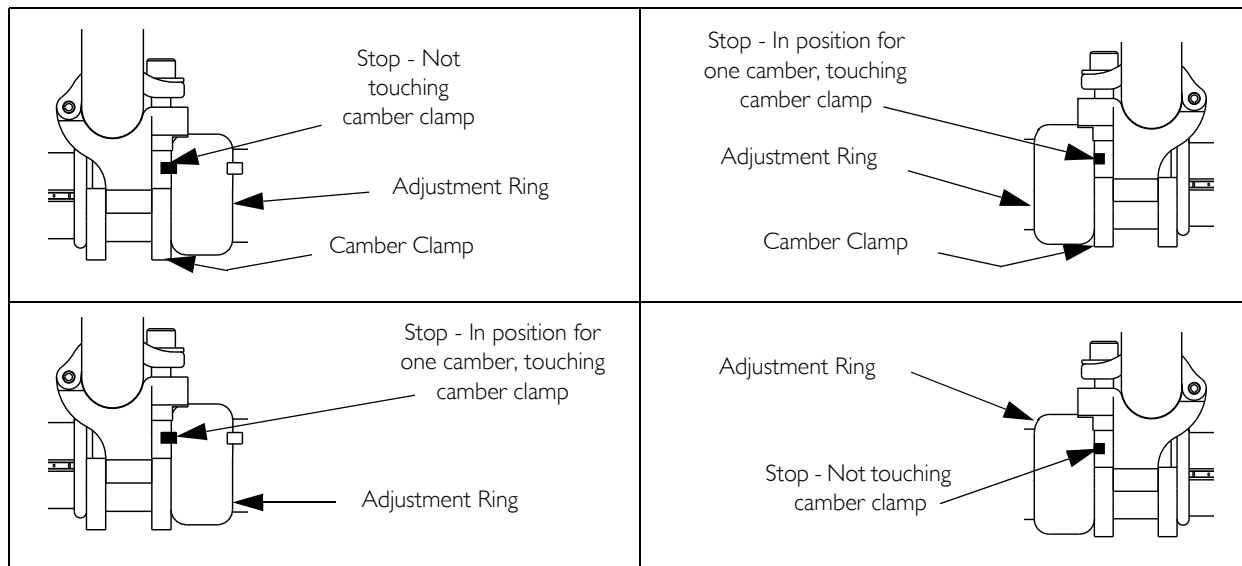 Stop - Not
touching
camber clamp
Adjustment Ring
Camber Clamp
Stop - In position for
one camber, touching
camber clamp
Adjustment Ring
Camber Clamp
Stop - In position for
one camber, touching
camber clamp
Adjustment Ring
Adjustment Ring
Stop - Not touching
camber clamp